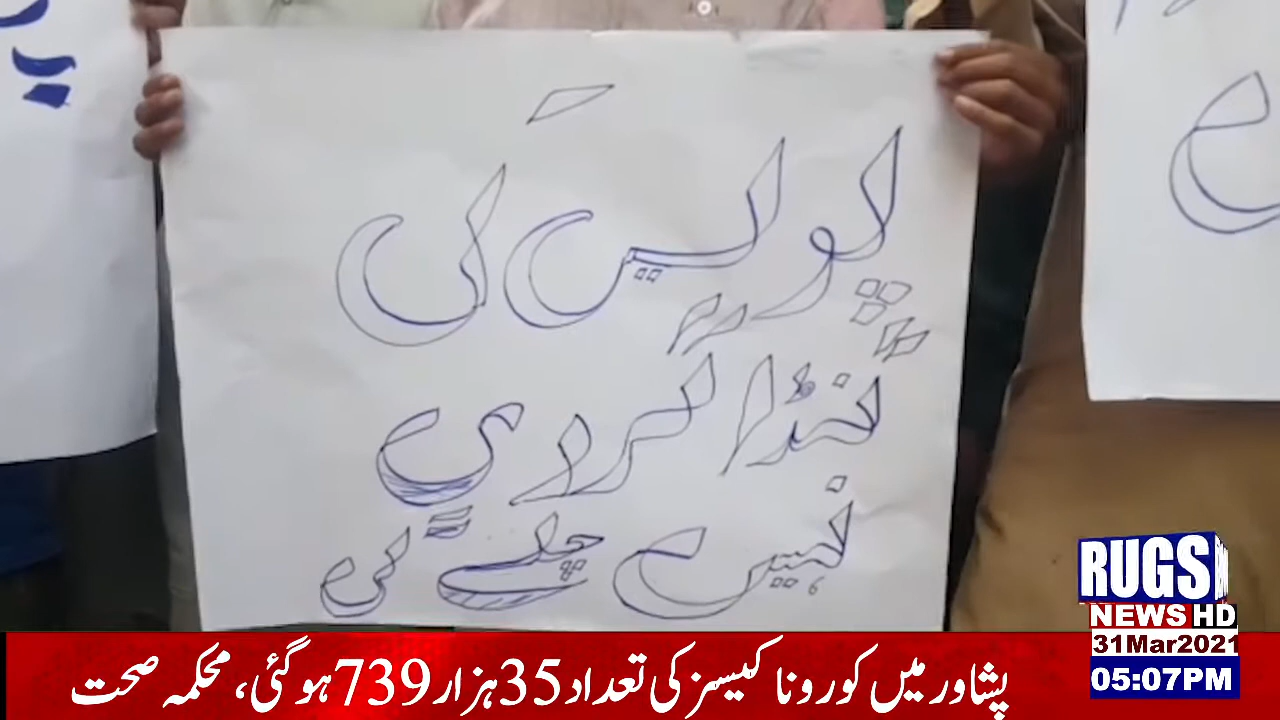 پولیس کی
غنڈا گردی
نہیں چلے گی
RUGS
NEWS HD
31Mar2021
05:07PM
پشاور میں کورونا کیسز کی تعداد 35 ہزار 739 ہوگئی، محکمہ صحت